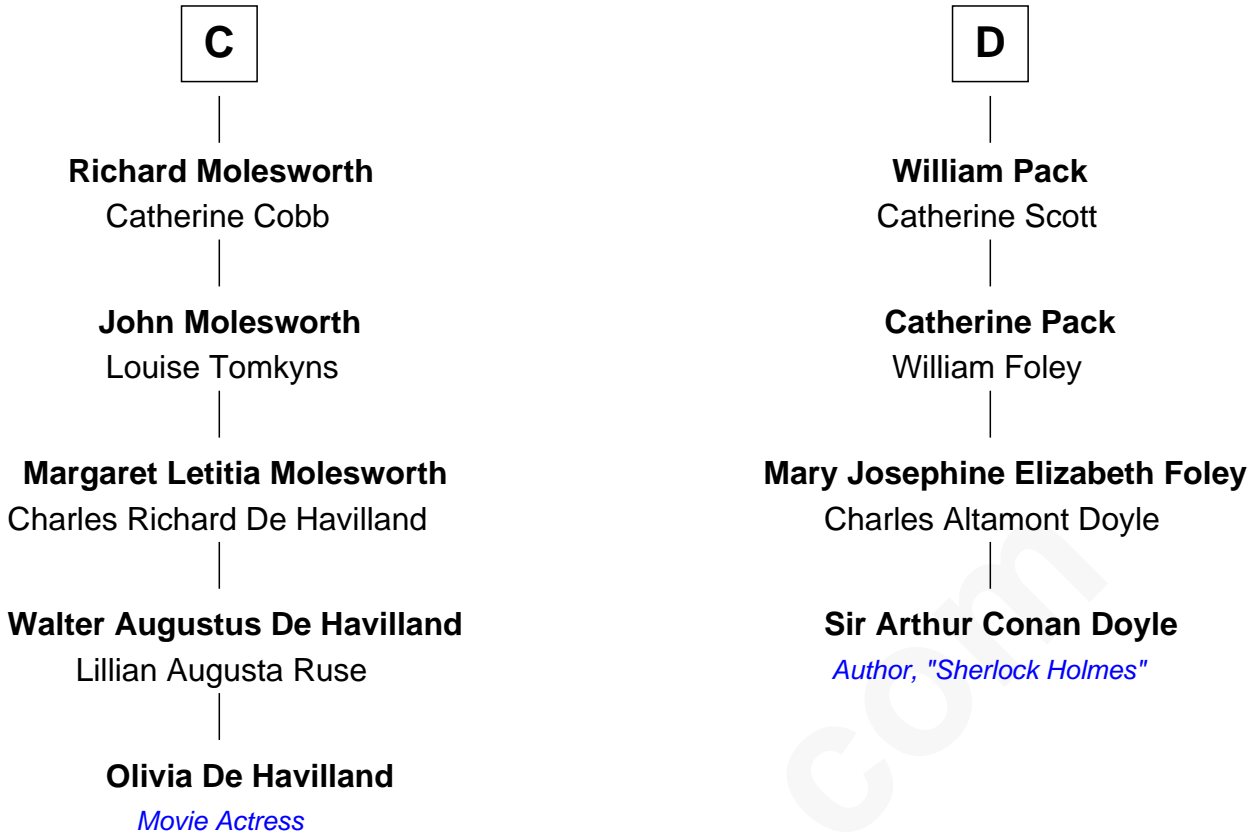 C
Richard Molesworth
Catherine Cobb
John Molesworth
Louise Tomkyns
Margaret Letitia Molesworth
Charles Richard De Havilland
Walter Augustus De Havilland
Lillian Augusta Ruse
Olivia De Havilland
Movie Actress
D
William Pack
Catherine Scott
Catherine Pack
William Foley
Mary Josephine Elizabeth Foley
Charles Altamont Doyle
Sir Arthur Conan Doyle
Author, "Sherlock Holmes"
com